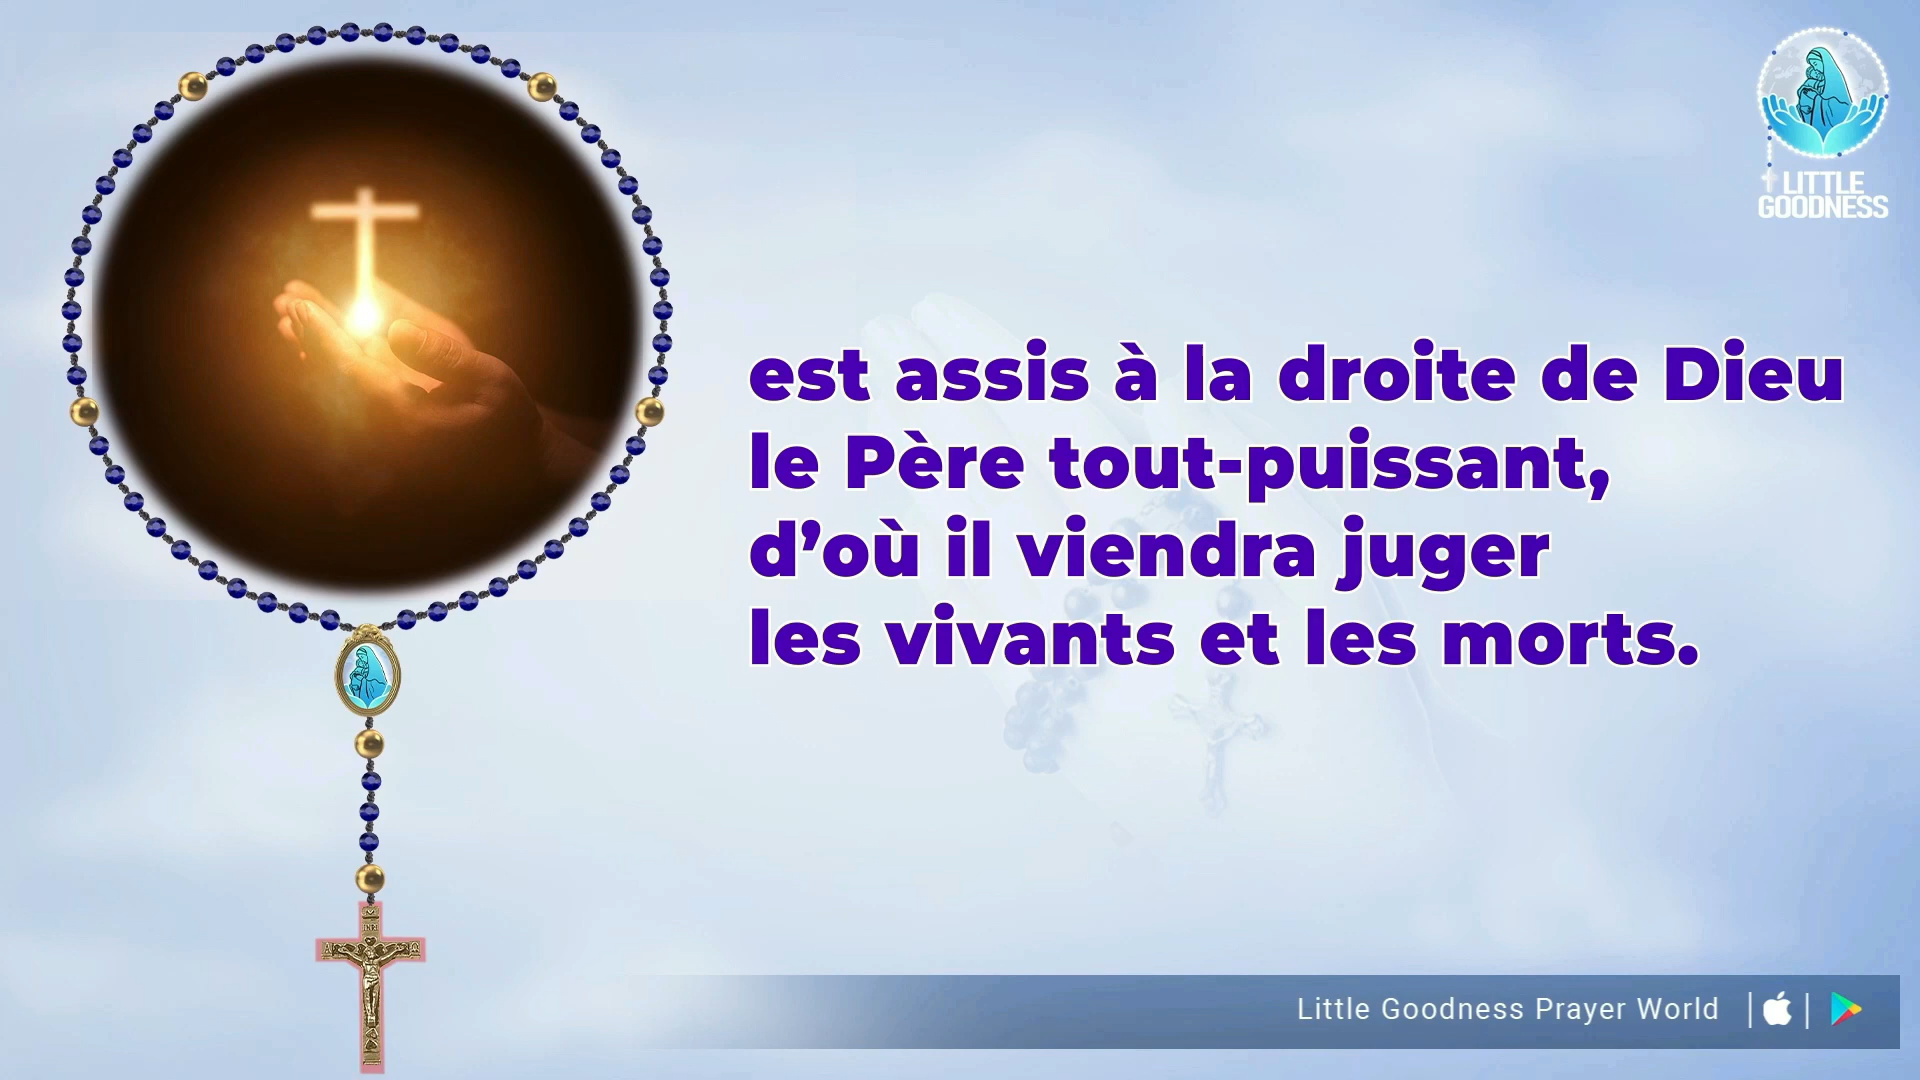 LITTLE
GOODNESS
est assis à la droite de Dieu
le Père tout-puissant,
d’où il viendra juger
les vivants et les morts.
INRI
A Ω
Little Goodness Prayer World